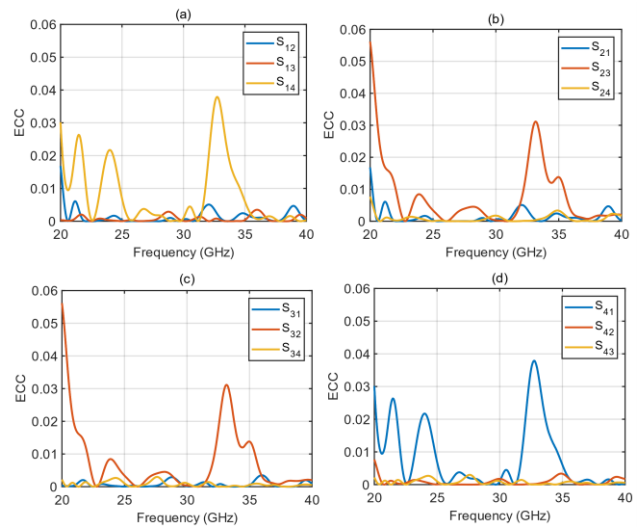 (a)
0.06
0.05
0.04
0.03
0.02
0.01
0
ECC
S12
S13
S14
20 25 30 35 40
Frequency (GHz)
(b)
0.06
0.05
0.04
0.03
0.02
0.01
0
ECC
S21
S23
S24
20 25 30 35 40
Frequency (GHz)
(c)
0.06
0.05
0.04
0.03
0.02
0.01
0
ECC
S31
S32
S34
20 25 30 35 40
Frequency (GHz)
(d)
0.06
0.05
0.04
0.03
0.02
0.01
0
ECC
S41
S42
S43
20 25 30 35 40
Frequency (GHz)